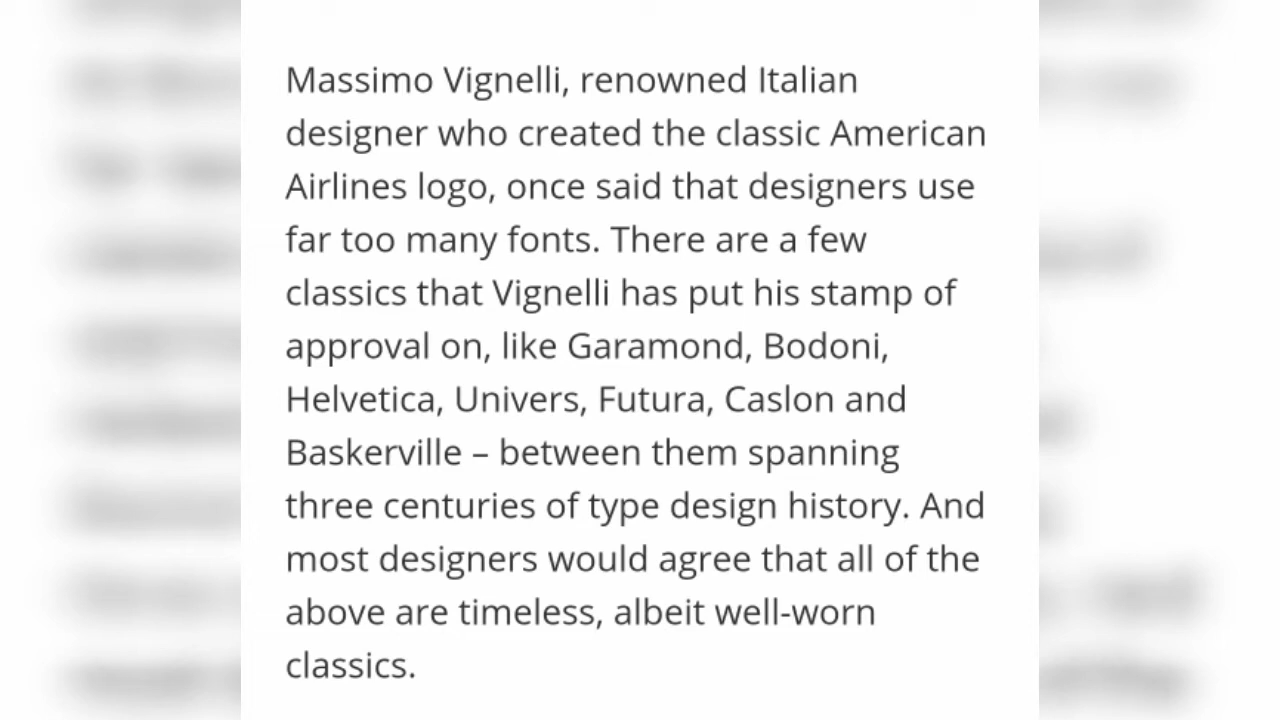 Massimo Vignelli, renowned Italian
designer who created the classic American
Airlines logo, once said that designers use
far too many fonts. There are a few
classics that Vignelli has put his stamp of
approval on, like Garamond, Bodoni,
Helvetica, Univers, Futura, Caslon and
Baskerville – between them spanning
three centuries of type design history. And
most designers would agree that all of the
above are timeless, albeit well-worn
classics.